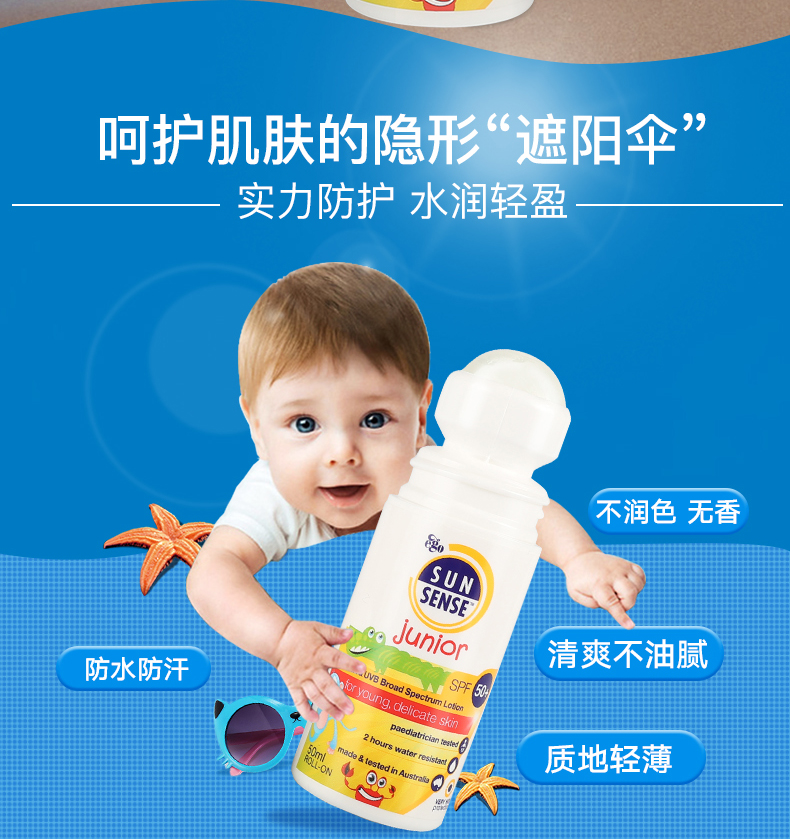 呵护肌肤的隐形“遮阳伞”
实力防护 水润轻盈
不润色 无香
清爽不油腻
防水防汗
质地轻薄
ego
SUN
SENSE™
junior
SPF 50+
UVB Broad Spectrum Lotion
for young, delicate skin
paediatrician tested
2 hours water resistant
made & tested in Australia
50ml
ROLL-ON